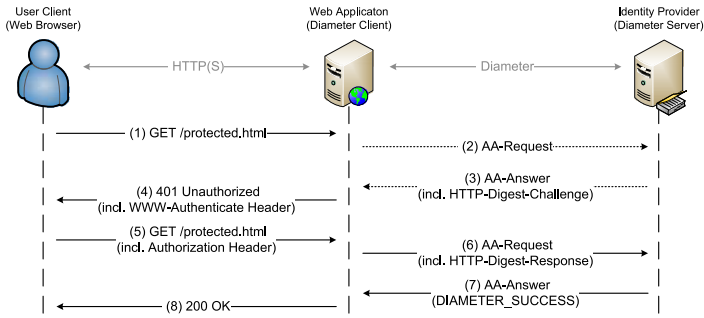 User Client
(Web Browser)
Web Applicaton
(Diameter Client)
Identity Provider
(Diameter Server)
HTTP(S)
Diameter
(1) GET /protected.html
(2) AA-Request
(3) AA-Answer
(incl. HTTP-Digest-Challenge)
(4) 401 Unauthorized
(incl. WWW-Authenticate Header)
(5) GET /protected.html
(incl. Authorization Header)
(6) AA-Request
(incl. HTTP-Digest-Response)
(7) AA-Answer
(DIAMETER_SUCCESS)
(8) 200 OK